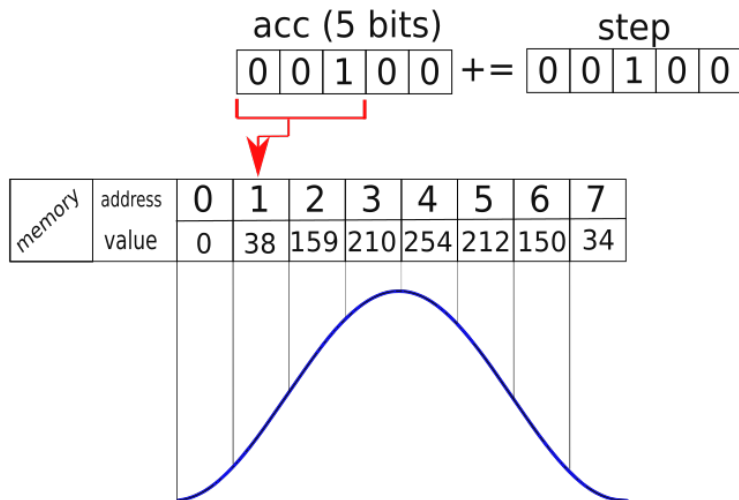 acc (5 bits) step
0 0 1 0 0 += 0 0 1 0 0
memory address 0 1 2 3 4 5 6 7
value 0 38 159 210 254 212 150 34